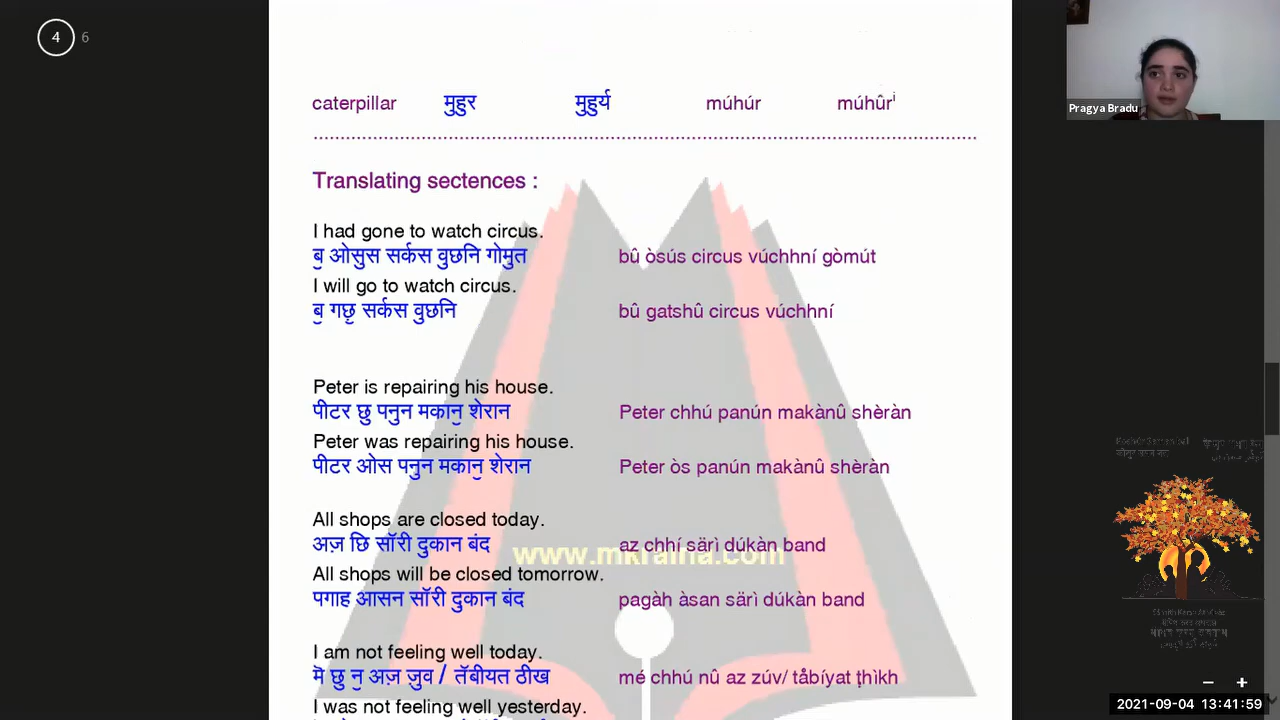 4 6
Pragya Bradu
caterpillar मुहुर मुहुर्य múhúr múhûrⁱ
Translating sectences :
I had gone to watch circus.
बॖ ओसुस सर्कस वुछनि गोमुत bû òsús circus vúchhní gòmút
I will go to watch circus.
बॖ गछॖ सर्कस वुछनि bû gatshû circus vúchhní
Peter is repairing his house.
पीटर छु पनुन मकानॖ शेरान Peter chhú panún makànû shèràn
Peter was repairing his house.
पीटर ओस पनुन मकानॖ शेरान Peter òs panún makànû shèràn
All shops are closed today.
अज़ छि सॉरी दुकान बंद az chhí särì dúkàn band
www.mkraina.com
All shops will be closed tomorrow.
पगाह आसन सॉरी दुकान बंद pagàh àsan särì dúkàn band
I am not feeling well today.
मॆ छु नॖ अज़ ज़ुव / तॅबीयत ठीख mé chhú nû az zúv/ tåbíyat ţhìkh
I was not feeling well yesterday.
2021-09-04 13:41:59